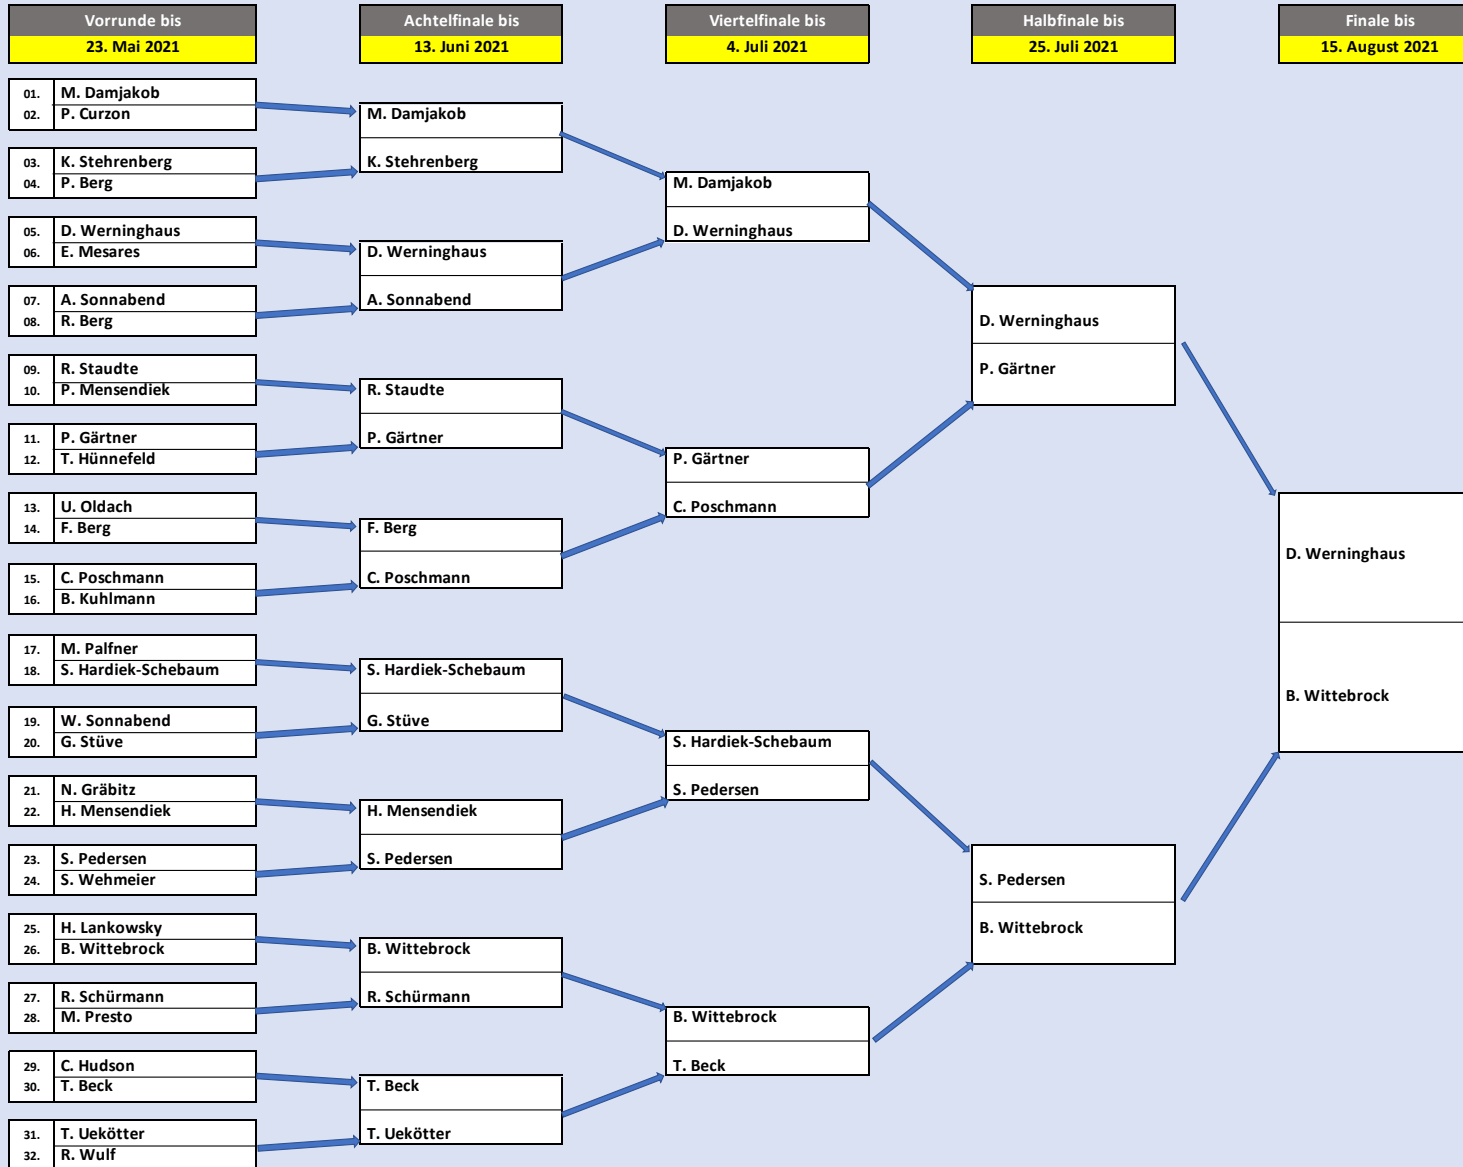 Vorrunde bis
23. Mai 2021
Achtelfinale bis
13. Juni 2021
Viertelfinale bis
4. Juli 2021
Halbfinale bis
25. Juli 2021
Finale bis
15. August 2021
01. M. Damjakob
02. P. Curzon
03. K. Stehrenberg
04. P. Berg
05. D. Werninghaus
06. E. Mesares
07. A. Sonnabend
08. R. Berg
09. R. Staudte
10. P. Mensendiek
11. P. Gärtner
12. T. Hünnefeld
13. U. Oldach
14. F. Berg
15. C. Poschmann
16. B. Kuhlmann
17. M. Palfner
18. S. Hardiek-Schebaum
19. W. Sonnabend
20. G. Stüve
21. N. Gräbitz
22. H. Mensendiek
23. S. Pedersen
24. S. Wehmeier
25. H. Lankowsky
26. B. Wittebrock
27. R. Schürmann
28. M. Presto
29. C. Hudson
30. T. Beck
31. T. Uekötter
32. R. Wulf
M. Damjakob
K. Stehrenberg
D. Werninghaus
A. Sonnabend
R. Staudte
P. Gärtner
F. Berg
C. Poschmann
S. Hardiek-Schebaum
G. Stüve
H. Mensendiek
S. Pedersen
B. Wittebrock
R. Schürmann
T. Beck
T. Uekötter
M. Damjakob
D. Werninghaus
P. Gärtner
C. Poschmann
S. Hardiek-Schebaum
S. Pedersen
B. Wittebrock
T. Beck
D. Werninghaus
P. Gärtner
S. Pedersen
B. Wittebrock
D. Werninghaus
B. Wittebrock